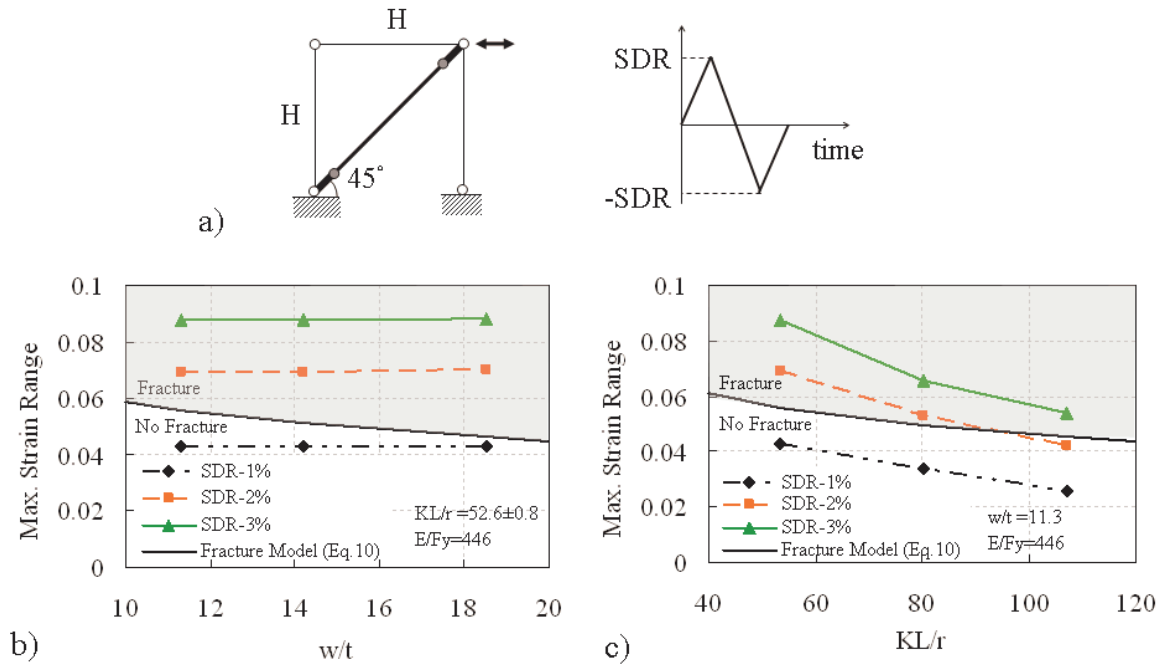 H
H
45°
a)
SDR
-SDR
time
0.1
0.08
0.06
0.04
0.02
0
Max. Strain Range
Fracture
No Fracture
SDR-1%
SDR-2%
SDR-3%
Fracture Model (Eq.10)
KL/r =52.6±0.8
E/Fy=446
10 12 14 16 18 20
w/t
b)
0.1
0.08
0.06
0.04
0.02
0
Max. Strain Range
Fracture
No Fracture
SDR-1%
SDR-2%
SDR-3%
Fracture Model (Eq.10)
w/t =11.3
E/Fy=446
40 60 80 100 120
KL/r
c)